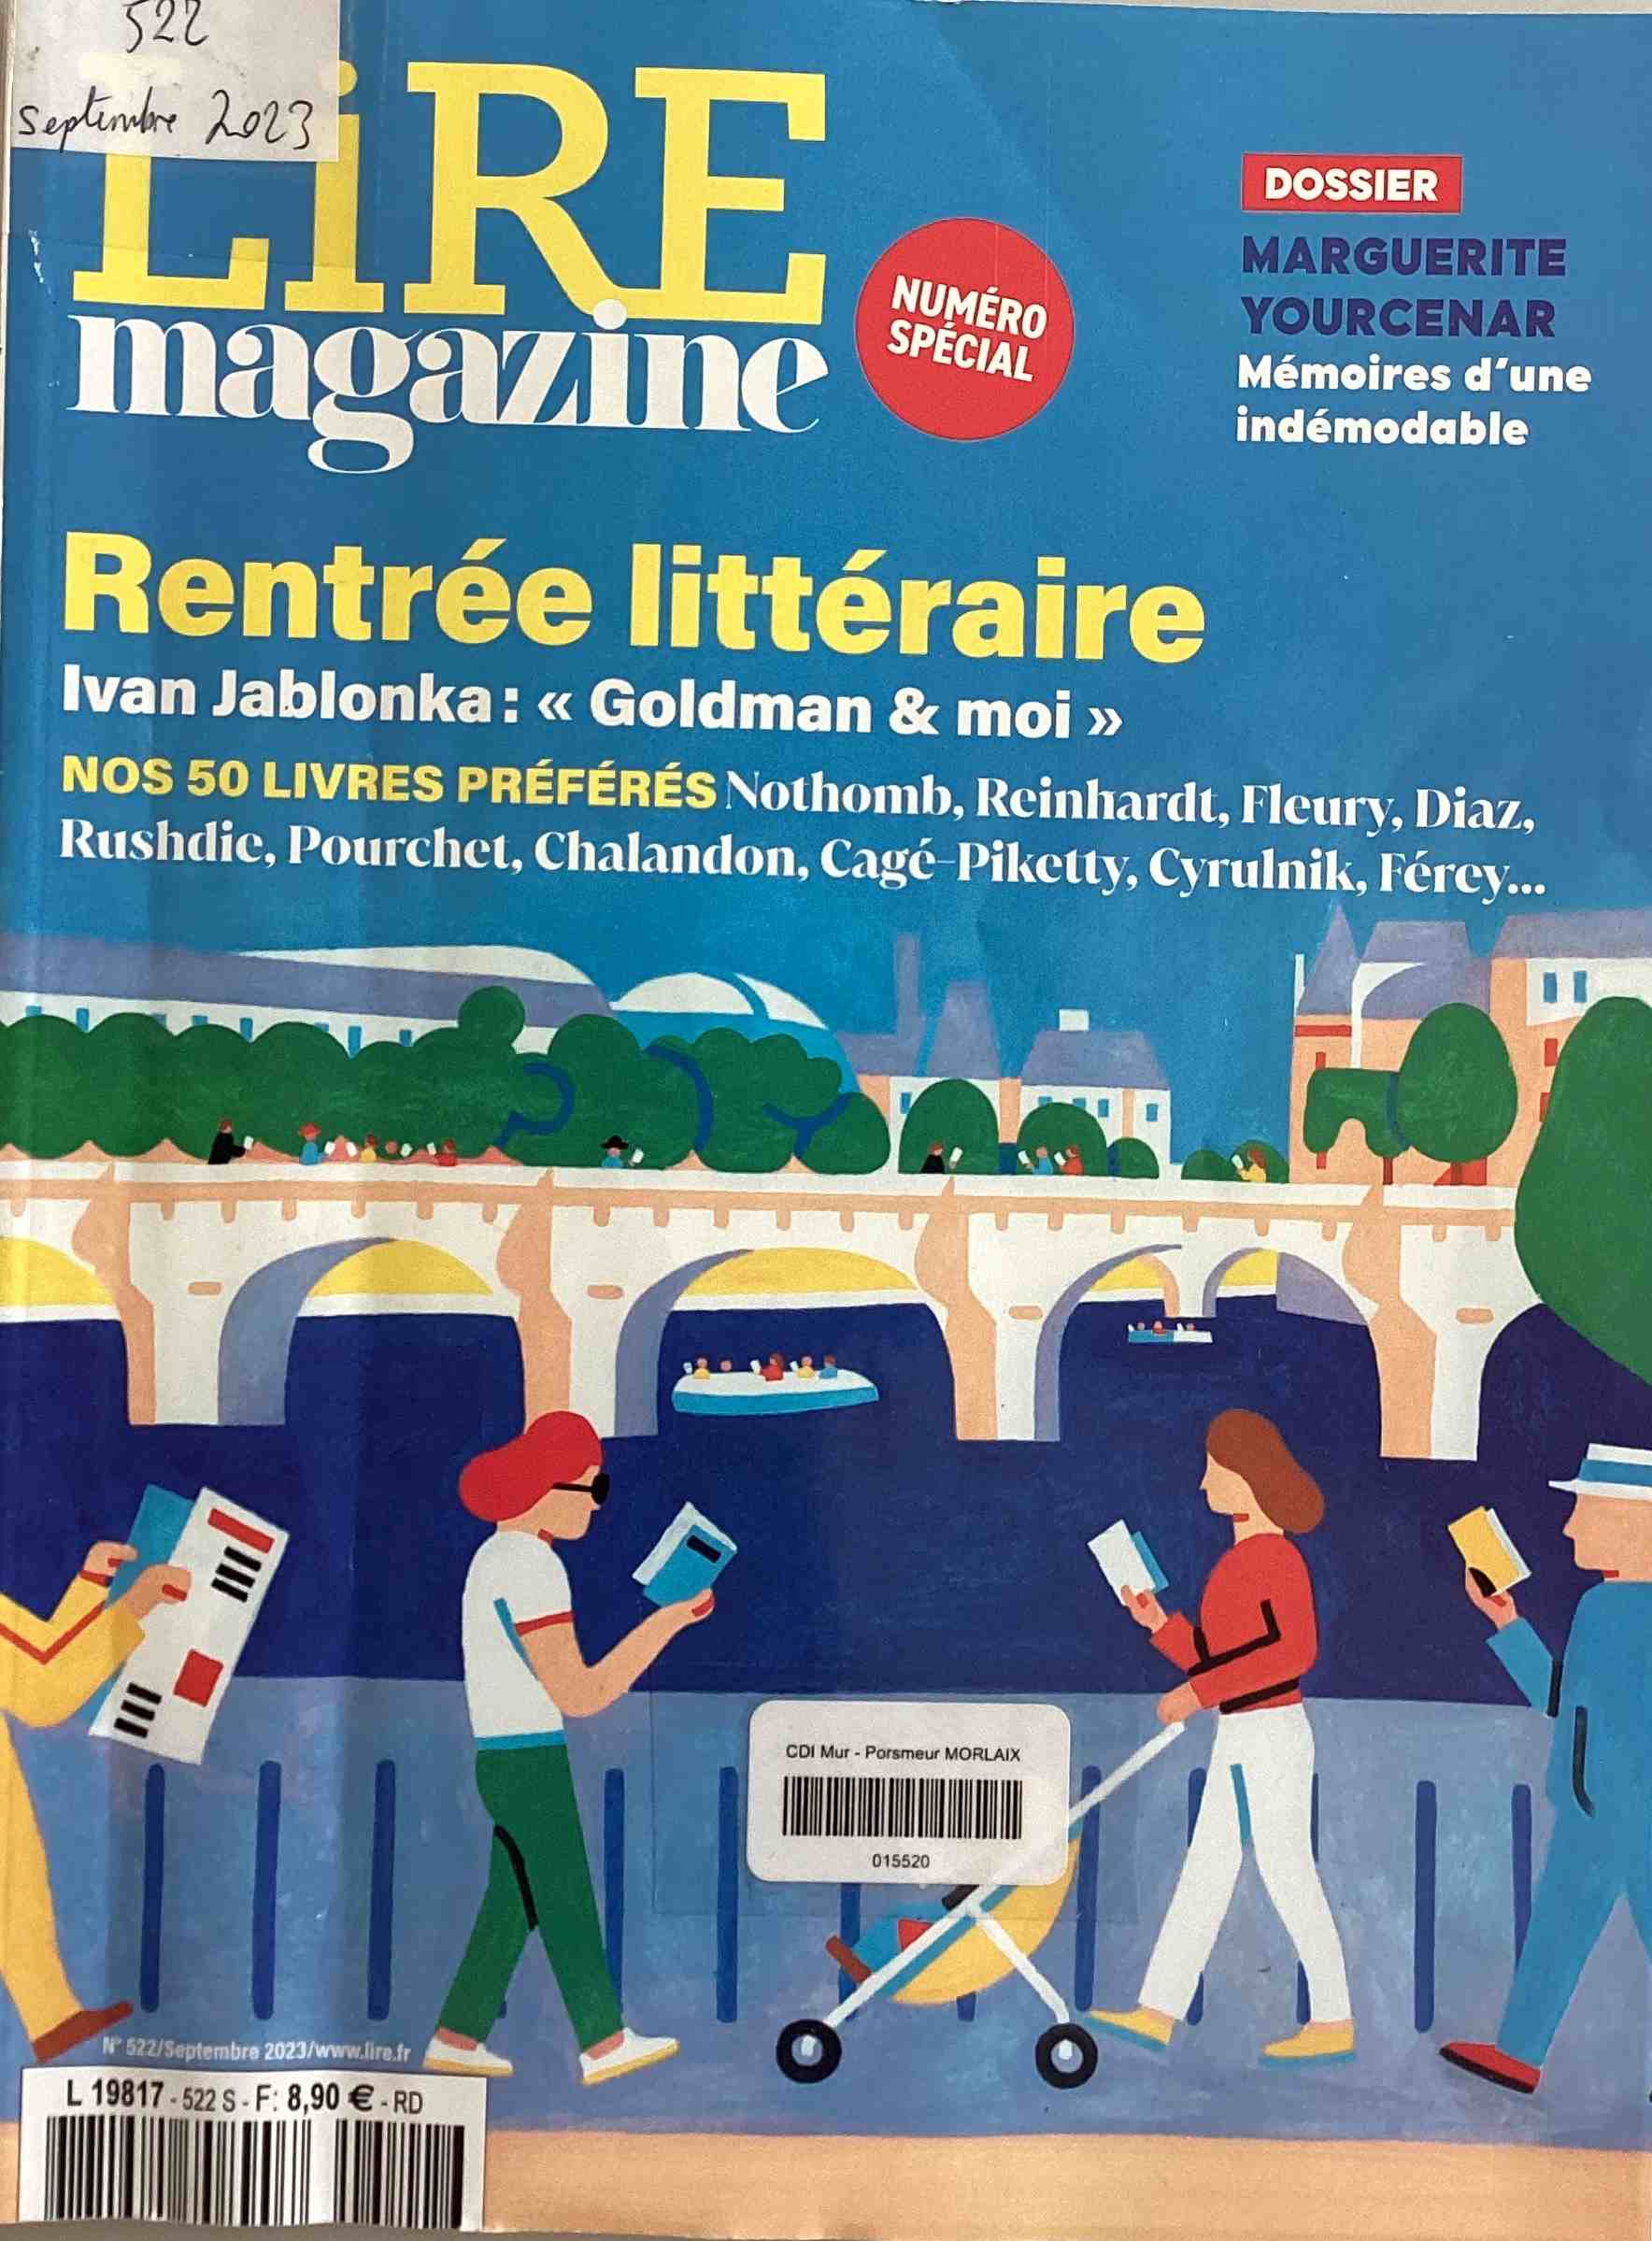 522
septembre 2023
LiRE
magazine
NUMÉRO
SPÉCIAL
DOSSIER
MARGUERITE
YOURCENAR
Mémoires d'une
indémodable
Rentrée littéraire
Ivan Jablonka : « Goldman & moi »
NOS 50 LIVRES PRÉFÉRÉS Nothomb, Reinhardt, Fleury, Diaz,
Rushdie, Pourchet, Chalandon, Cagé-Piketty, Cyrulnik, Férey...
CDI Mur - Porsmeur MORLAIX
015520
N° 522/Septembre 2023/www.lire.fr
L 19817 - 522 S - F: 8,90 € - RD